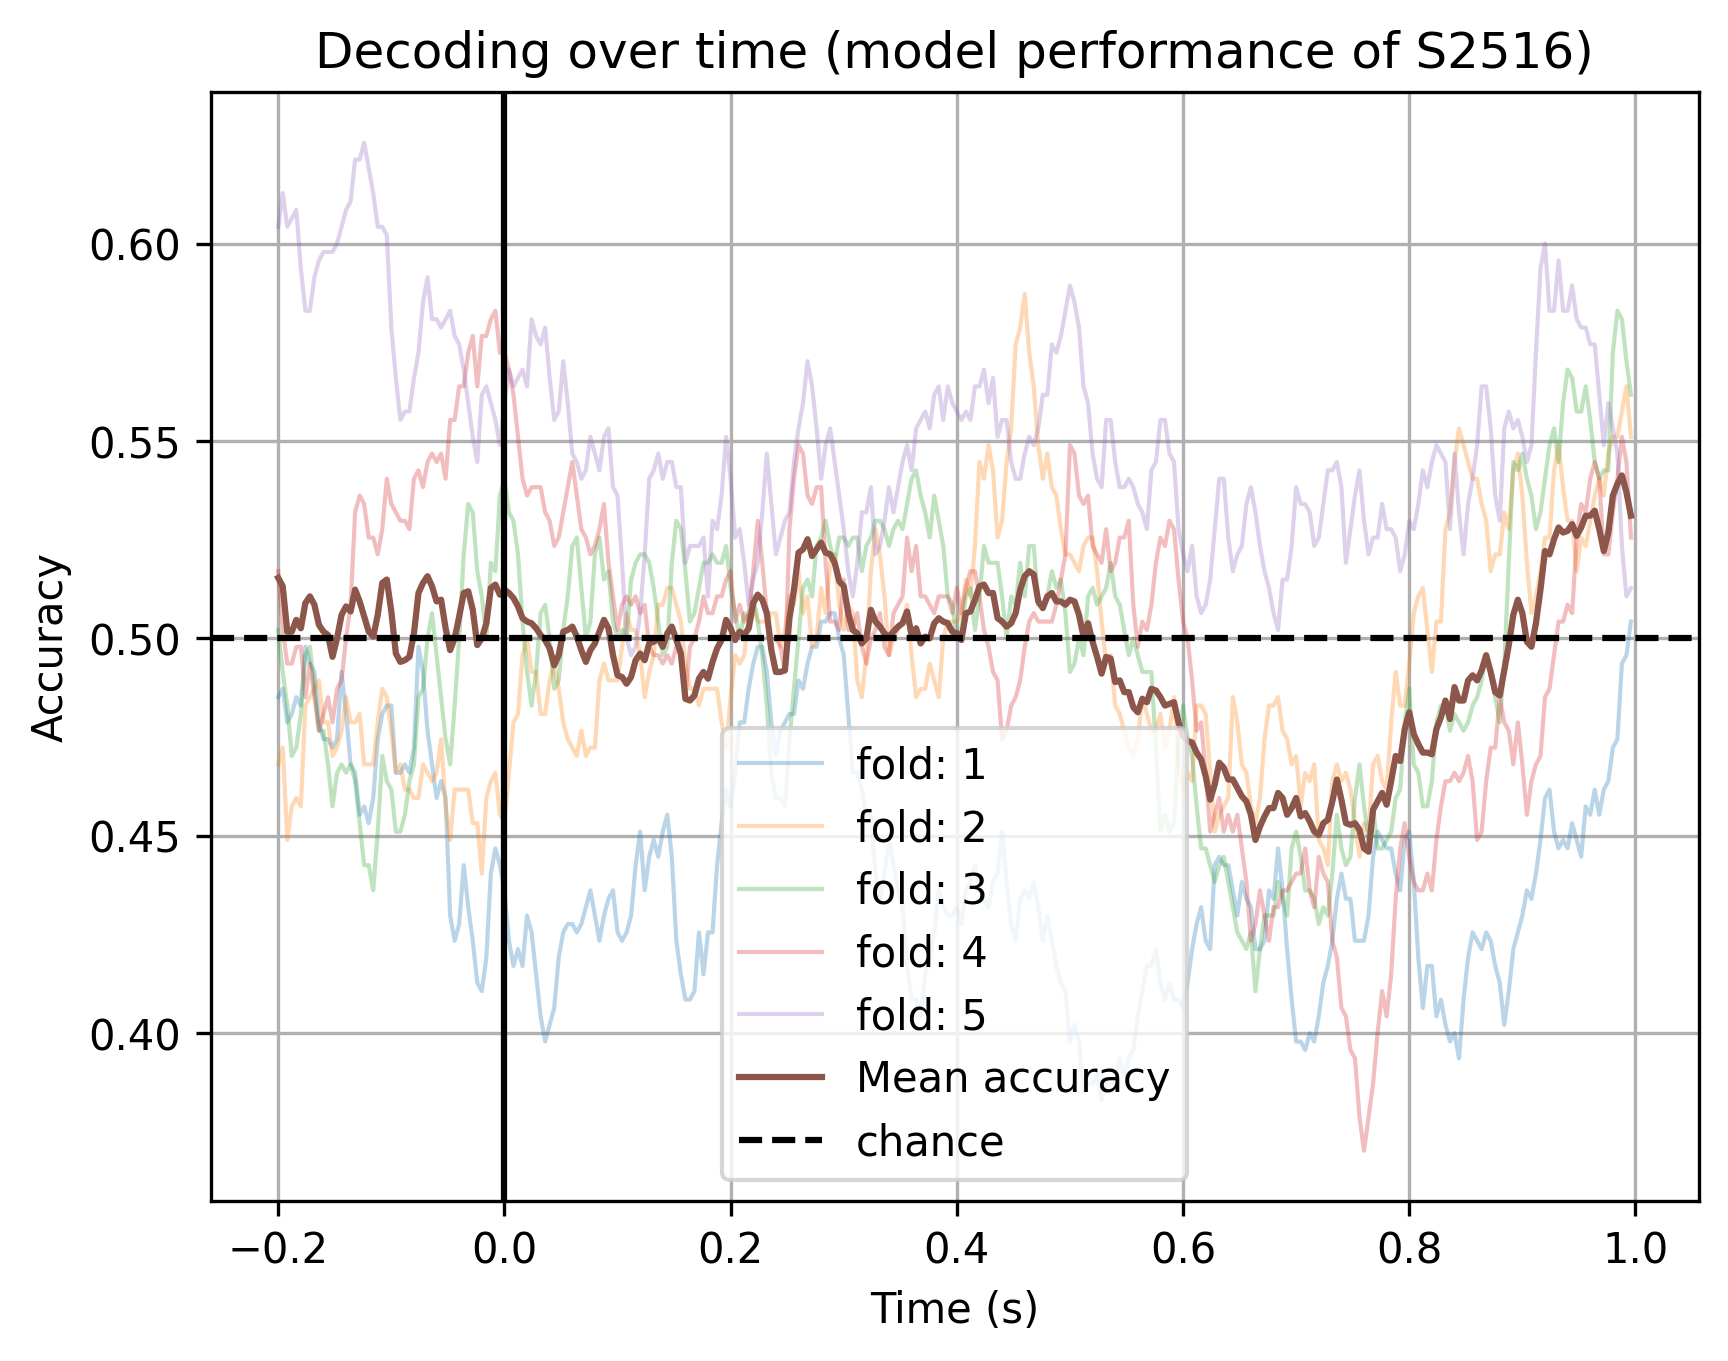 Decoding over time (model performance of S2516)
Accuracy
0.60
0.55
0.50
0.45
0.40
fold: 1
fold: 2
fold: 3
fold: 4
fold: 5
Mean accuracy
chance
−0.2 0.0 0.2 0.4 0.6 0.8 1.0
Time (s)